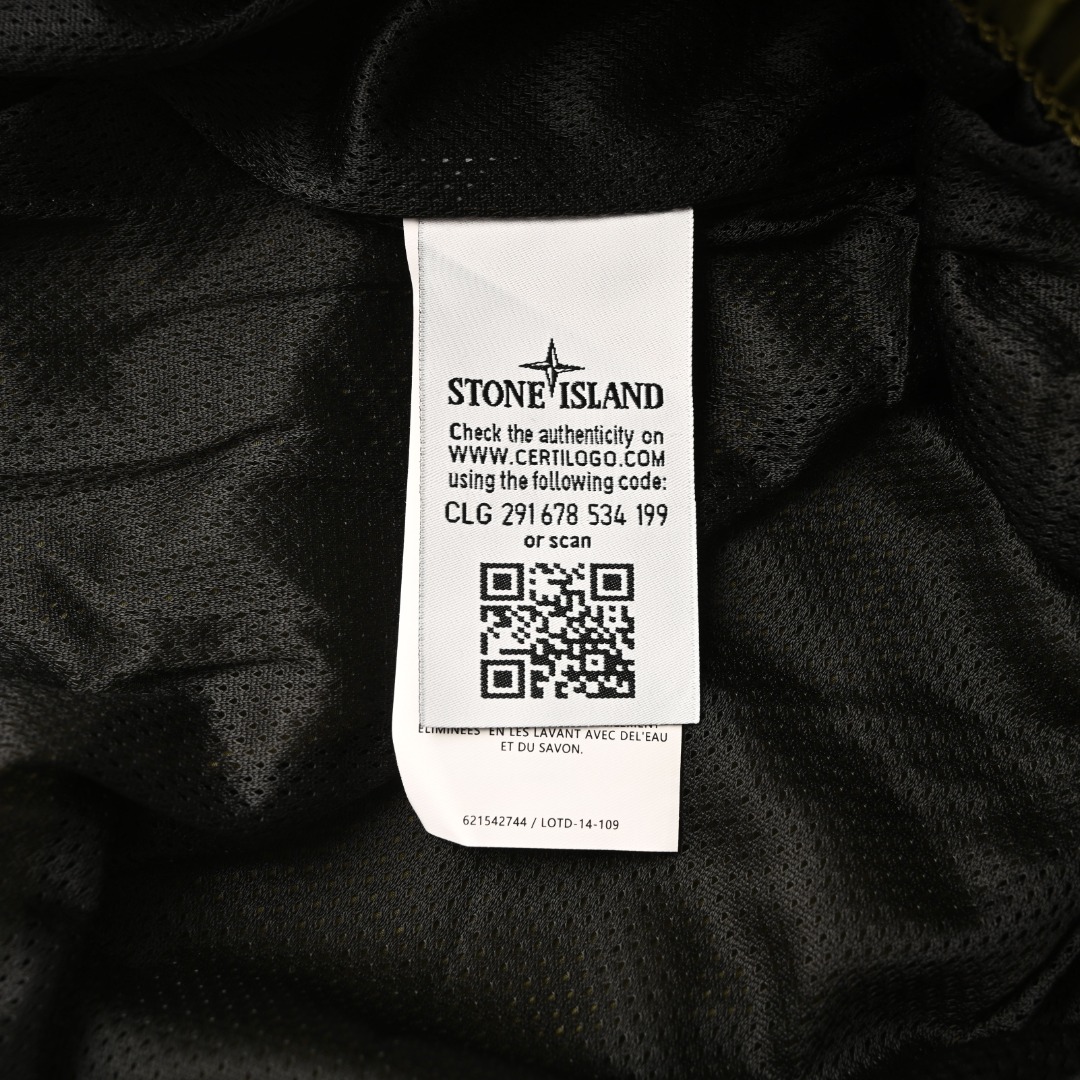 STONE ISLAND
Check the authenticity on
WWW.CERTILOGO.COM
using the following code:
CLG 291 678 534 199
or scan
ELIMINEES EN LES LAVANT AVEC DEL'EAU
ET DU SAVON.
621542744 / LOTD-14-109